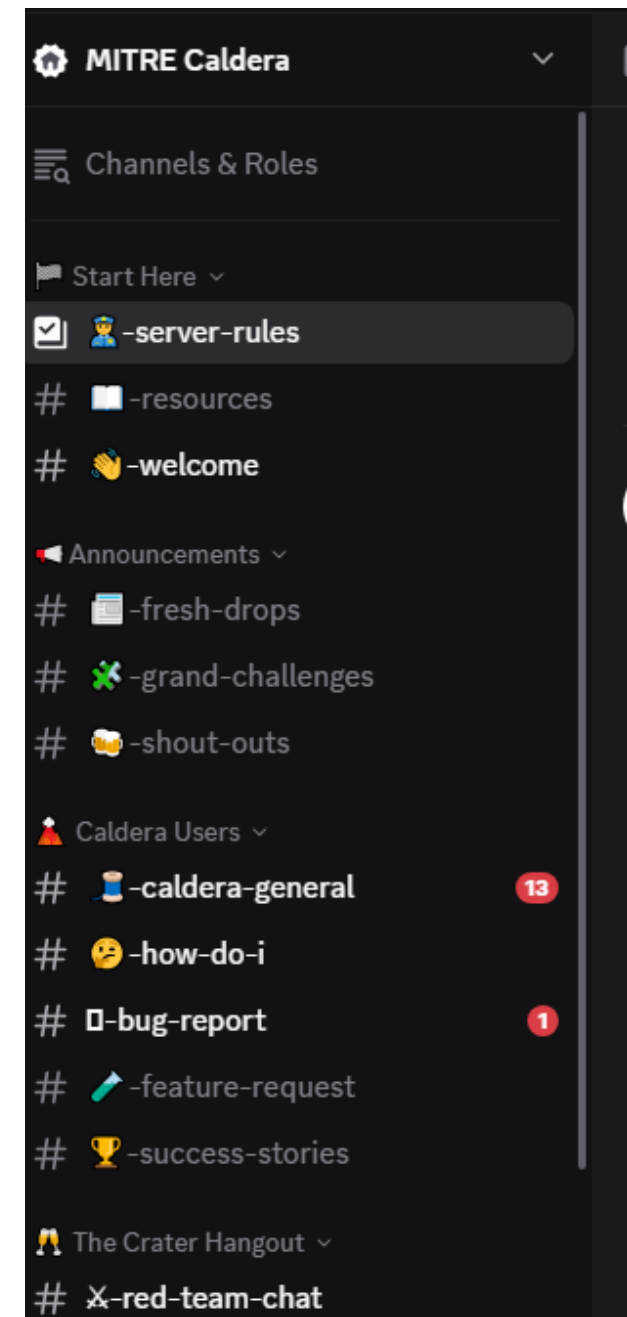 MITRE Caldera
Channels & Roles
🏁 Start Here
👮-server-rules
# 📖-resources
# 👋-welcome
📢 Announcements
# 📰-fresh-drops
# 🧩-grand-challenges
# 🍻-shout-outs
🌋 Caldera Users
# 🧵-caldera-general 13
# 🤔-how-do-i
# ▯-bug-report 1
# 🧪-feature-request
# 🏆-success-stories
🥂 The Crater Hangout
# ⚔-red-team-chat